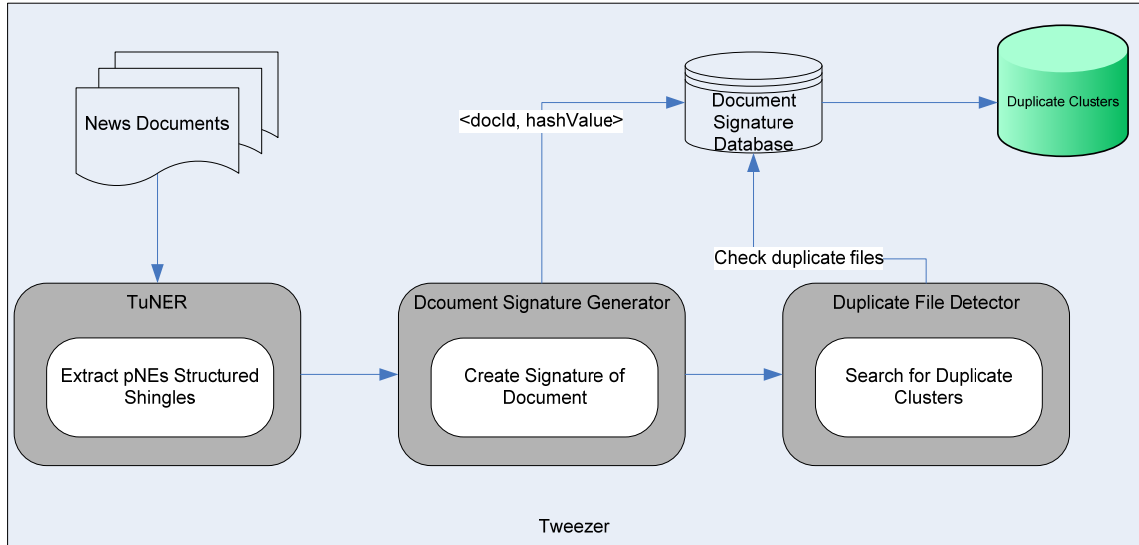 News Documents
<docId, hashValue>
Document
Signature
Database
Duplicate Clusters
Check duplicate files
TuNER
Extract pNEs Structured
Shingles
Dcoument Signature Generator
Create Signature of
Document
Duplicate File Detector
Search for Duplicate
Clusters
Tweezer